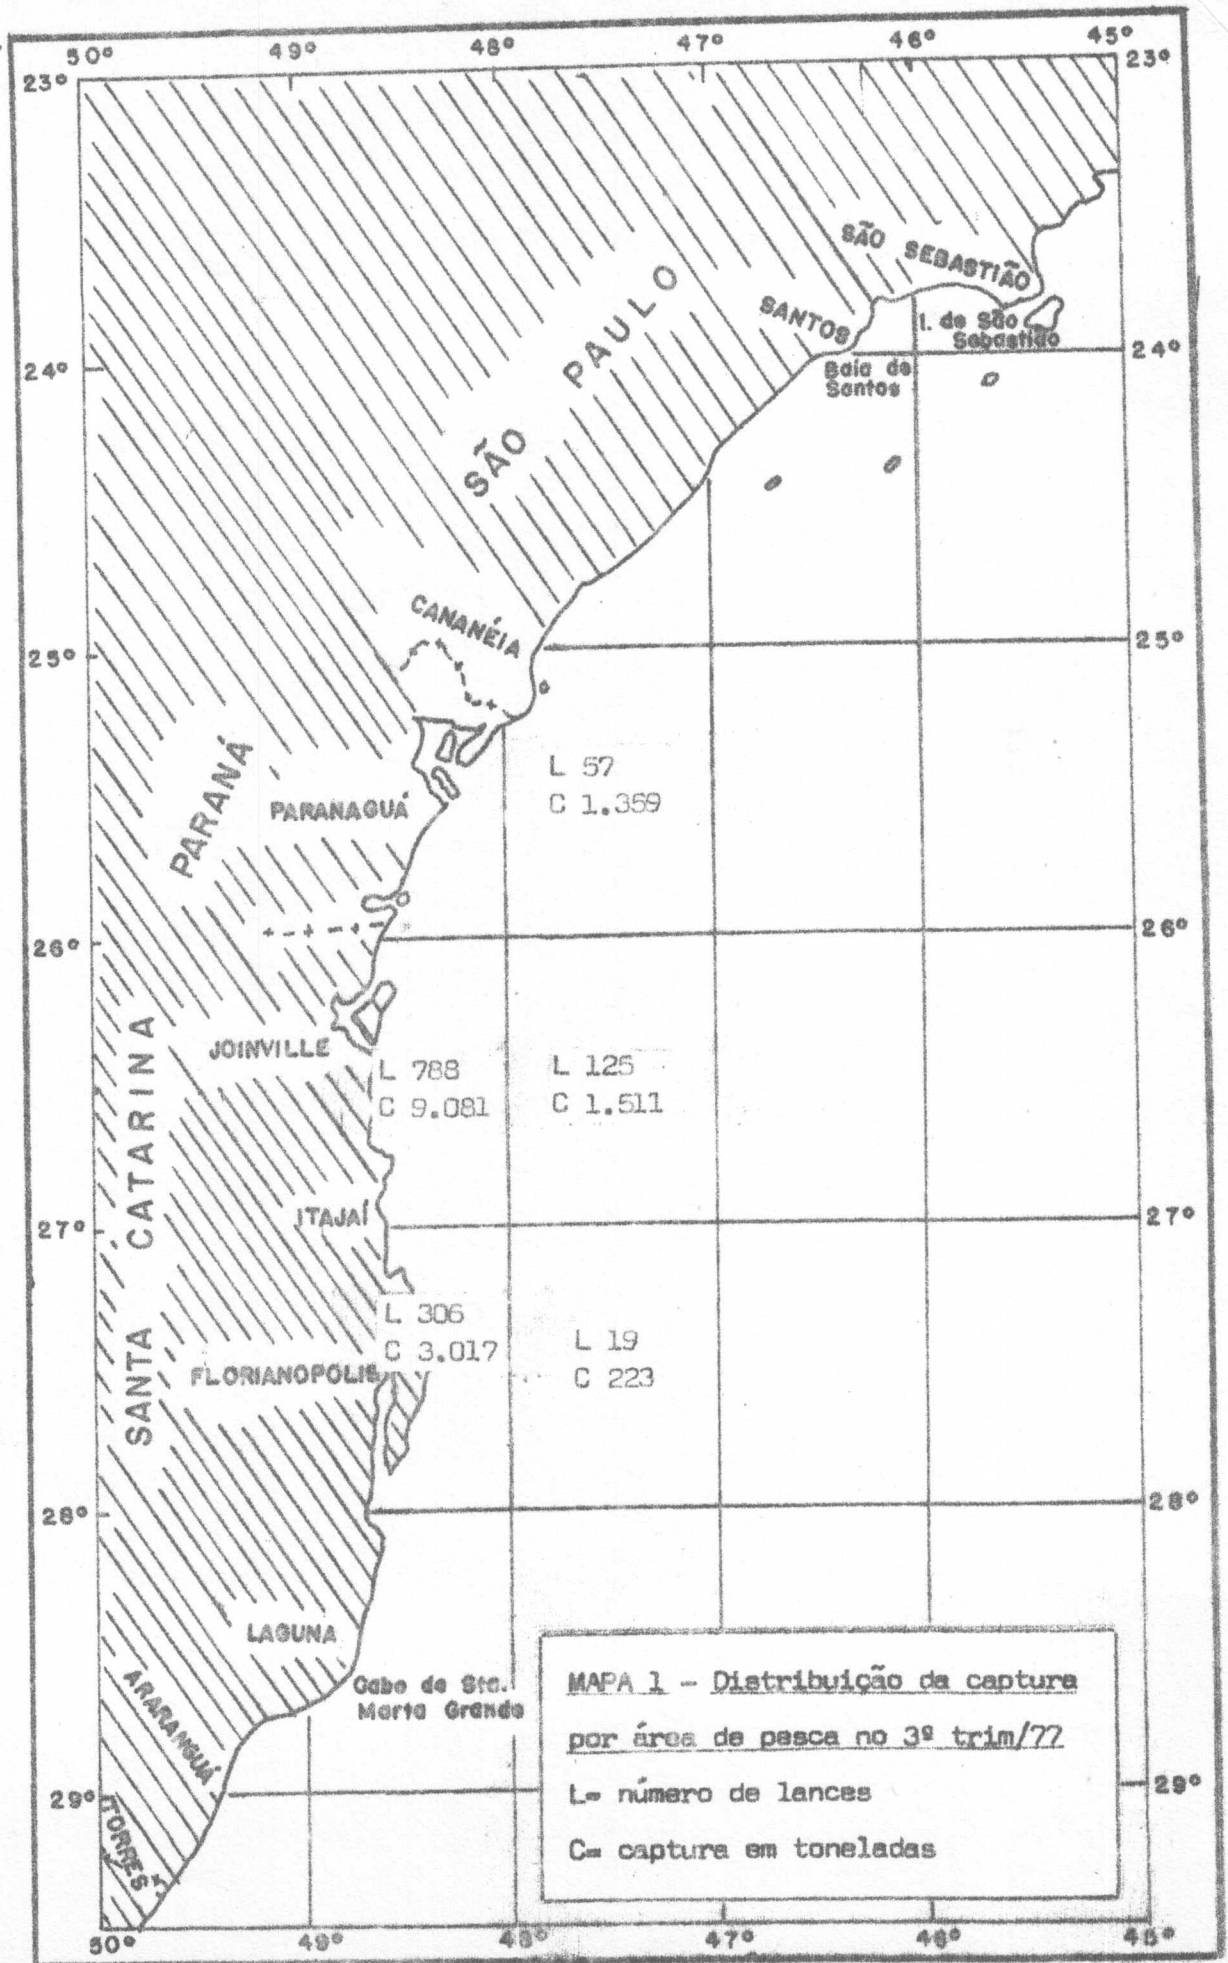 50° 49° 48° 47° 46° 45°
23° 23°
SÃO SEBASTIÃO
SANTOS
I. de São
Sebastião
Baía de
Santos
24° 24°
SÃO PAULO
CANANÉIA
25° 25°
PARANÁ
PARANAGUÁ
L 57
C 1.359
26° 26°
JOINVILLE
L 788
C 9.081
L 125
C 1.511
SANTA CATARINA
ITAJAÍ
27° 27°
L 306
C 3.017
L 19
C 223
FLORIANOPOLIS
28° 28°
LAGUNA
Cabo de Sta.
Marta Grande
ARARANGUÁ
29° 29°
TORRES
MAPA 1 - Distribuição da captura
por área de pesca no 3º trim/77
L= número de lances
C= captura em toneladas
50° 49° 48° 47° 46° 45°